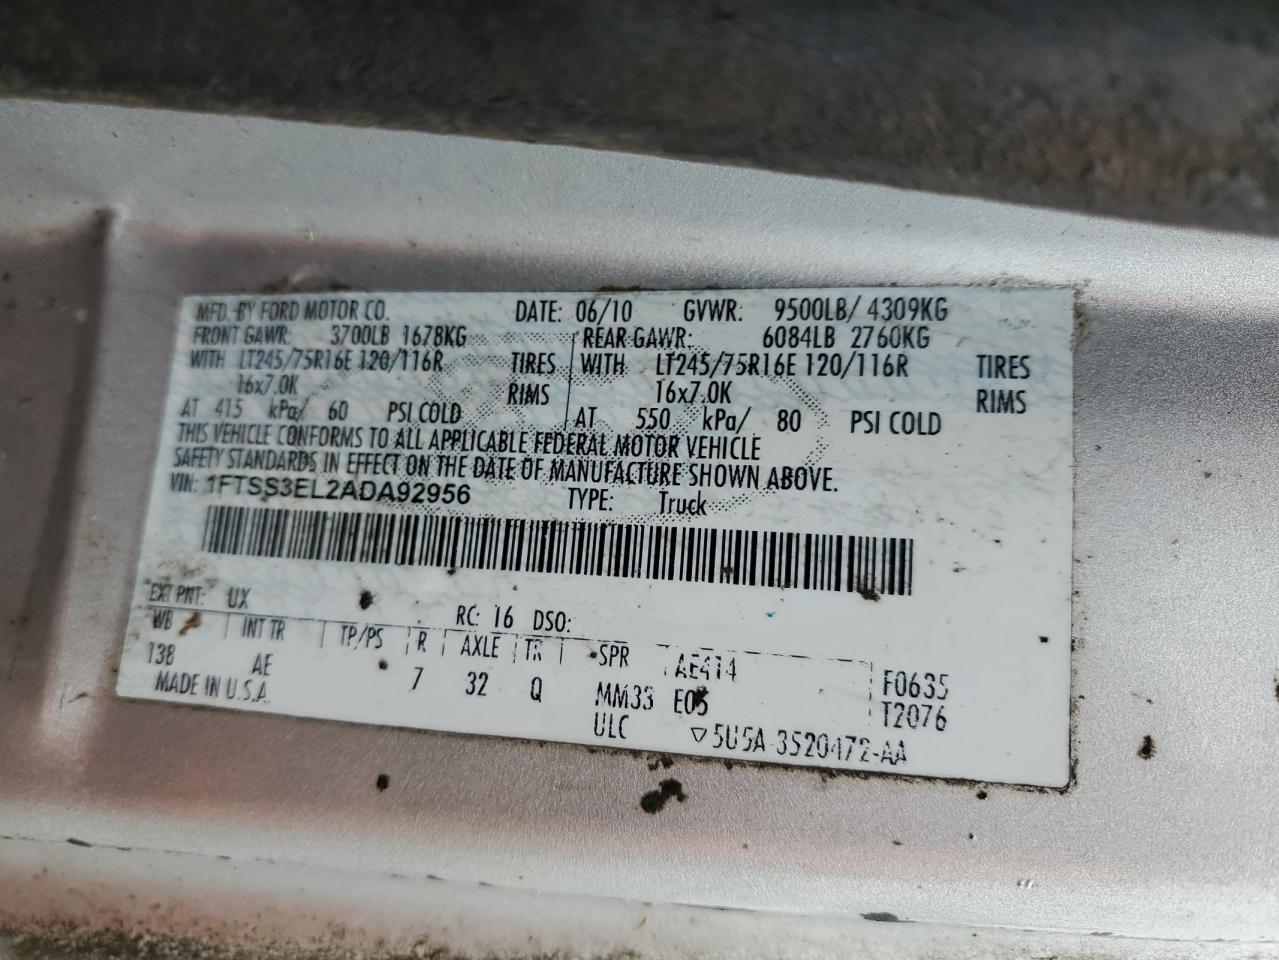 MFD. BY FORD MOTOR CO. DATE: 06/10 GVWR: 9500LB/ 4309KG
FRONT GAWR: 3700LB 1678KG REAR GAWR: 6084LB 2760KG
WITH LT245/75R16E 120/116R TIRES WITH LT245/75R16E 120/116R TIRES
16x7.0K RIMS 16x7.0K RIMS
AT 415 kPa/ 60 PSI COLD AT 550 kPa/ 80 PSI COLD
THIS VEHICLE CONFORMS TO ALL APPLICABLE FEDERAL MOTOR VEHICLE
SAFETY STANDARDS IN EFFECT ON THE DATE OF MANUFACTURE SHOWN ABOVE.
VIN: 1FTSS3EL2ADA92956 TYPE: Truck
EXT PNT: UX RC: 16 DSO:
WB INT TR TP/PS R AXLE TR SPR AE414 F0635
138 AE 7 32 Q MM33 E05 T2076
MADE IN U.S.A. ULC ▽5U5A-3520472-AA